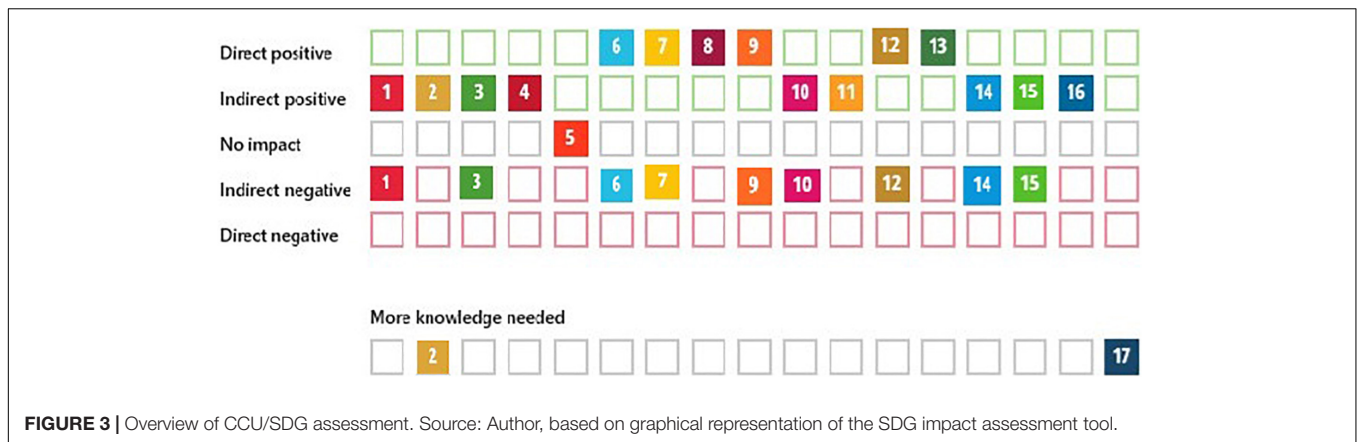 Direct positive 6 7 8 9 12 13
Indirect positive 1 2 3 4 10 11 14 15 16
No impact 5
Indirect negative 1 3 6 7 9 10 12 14 15
Direct negative
More knowledge needed
2 17
FIGURE 3 | Overview of CCU/SDG assessment. Source: Author, based on graphical representation of the SDG impact assessment tool.